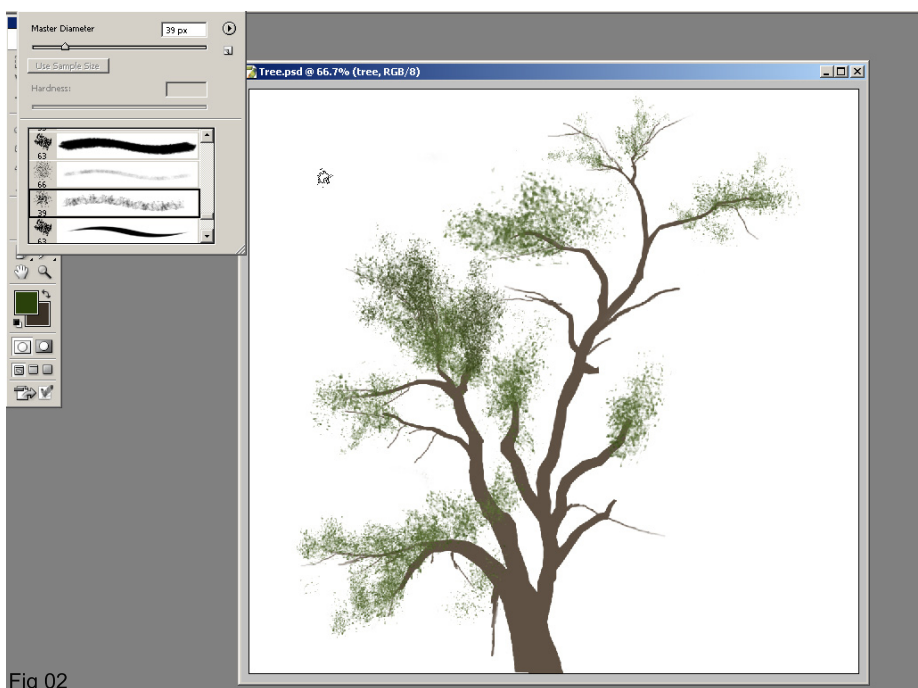 Master Diameter
39 px
Use Sample Size
Hardness:
63
66
39
63
Tree.psd @ 66.7% (tree, RGB/8)
Fig 02